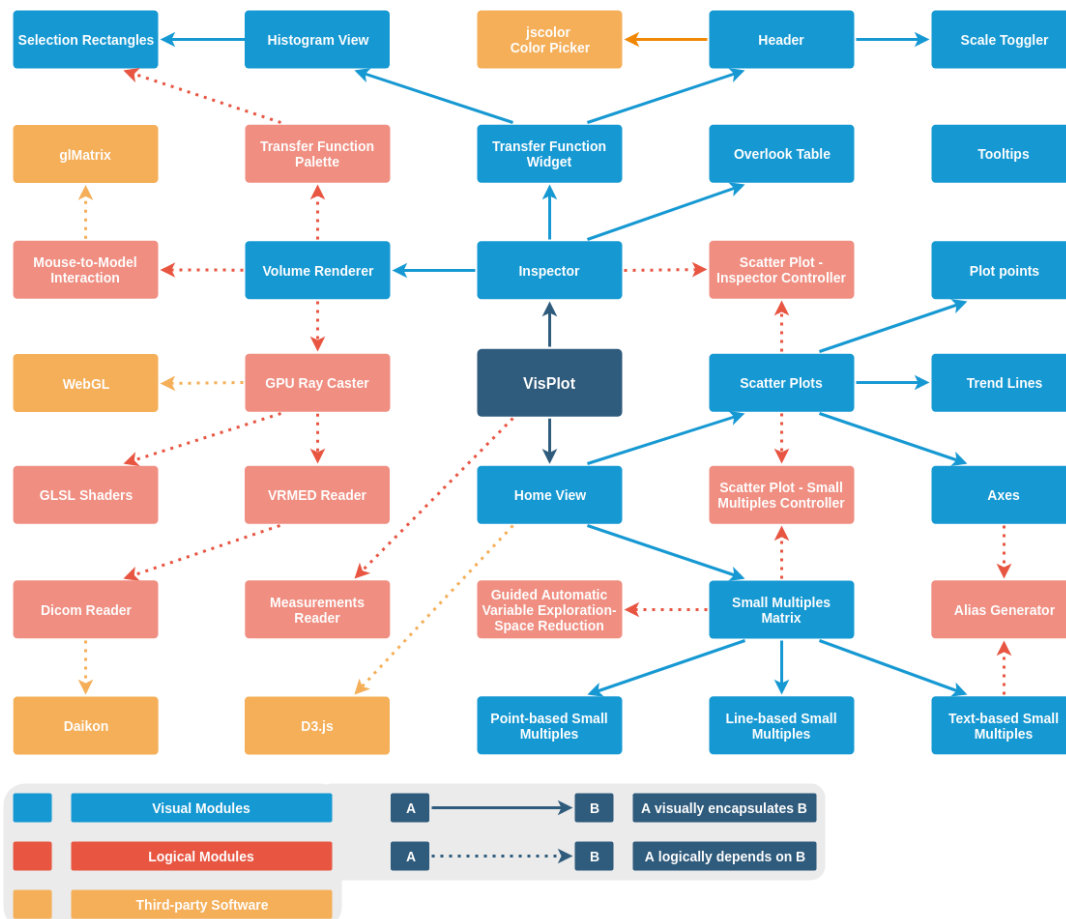 Selection Rectangles
Histogram View
jscolor
Color Picker
Header
Scale Toggler
glMatrix
Transfer Function
Palette
Transfer Function
Widget
Overlook Table
Tooltips
Mouse-to-Model
Interaction
Volume Renderer
Inspector
Scatter Plot -
Inspector Controller
Plot points
WebGL
GPU Ray Caster
VisPlot
Scatter Plots
Trend Lines
GLSL Shaders
VRMED Reader
Home View
Scatter Plot - Small
Multiples Controller
Axes
Dicom Reader
Measurements
Reader
Guided Automatic
Variable Exploration-
Space Reduction
Small Multiples
Matrix
Alias Generator
Daikon
D3.js
Point-based Small
Multiples
Line-based Small
Multiples
Text-based Small
Multiples
Visual Modules
A
B
A visually encapsulates B
Logical Modules
A
B
A logically depends on B
Third-party Software